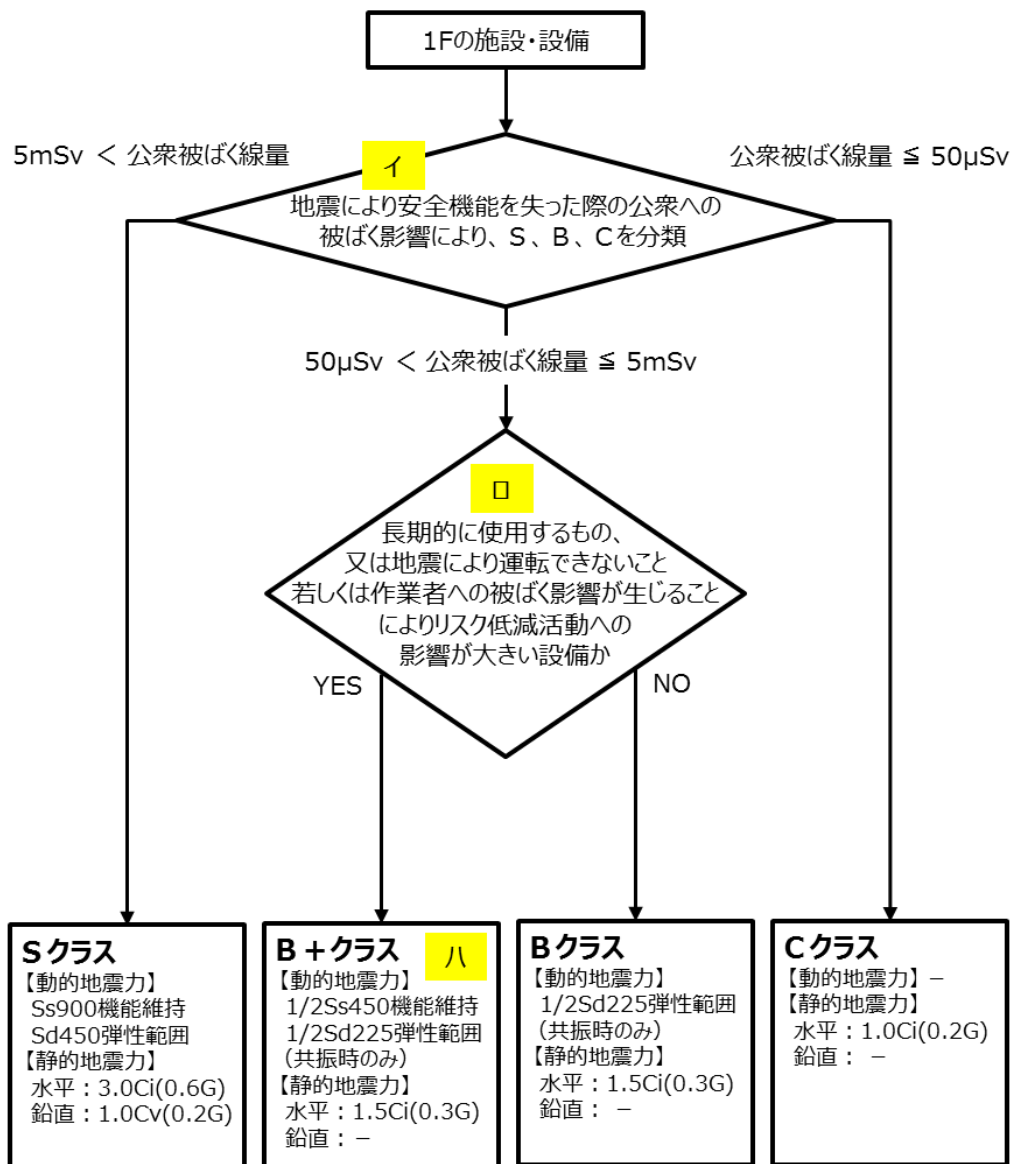 1Fの施設・設備
5mSv ＜ 公衆被ばく線量
公衆被ばく線量 ≦ 50μSv
イ
地震により安全機能を失った際の公衆への
被ばく影響により、S、B、Cを分類
50μSv ＜ 公衆被ばく線量 ≦ 5mSv
ロ
長期的に使用するもの、
又は地震により運転できないこと
若しくは作業者への被ばく影響が生じること
によりリスク低減活動への
影響が大きい設備か
YES
NO
Sクラス
【動的地震力】
Ss900機能維持
Sd450弾性範囲
【静的地震力】
水平：3.0Ci(0.6G)
鉛直：1.0Cv(0.2G)
B＋クラス
ハ
【動的地震力】
1/2Ss450機能維持
1/2Sd225弾性範囲
（共振時のみ）
【静的地震力】
水平：1.5Ci(0.3G)
鉛直：－
Bクラス
【動的地震力】
1/2Sd225弾性範囲
（共振時のみ）
【静的地震力】
水平：1.5Ci(0.3G)
鉛直： －
Cクラス
【動的地震力】－
【静的地震力】
水平：1.0Ci(0.2G)
鉛直： －